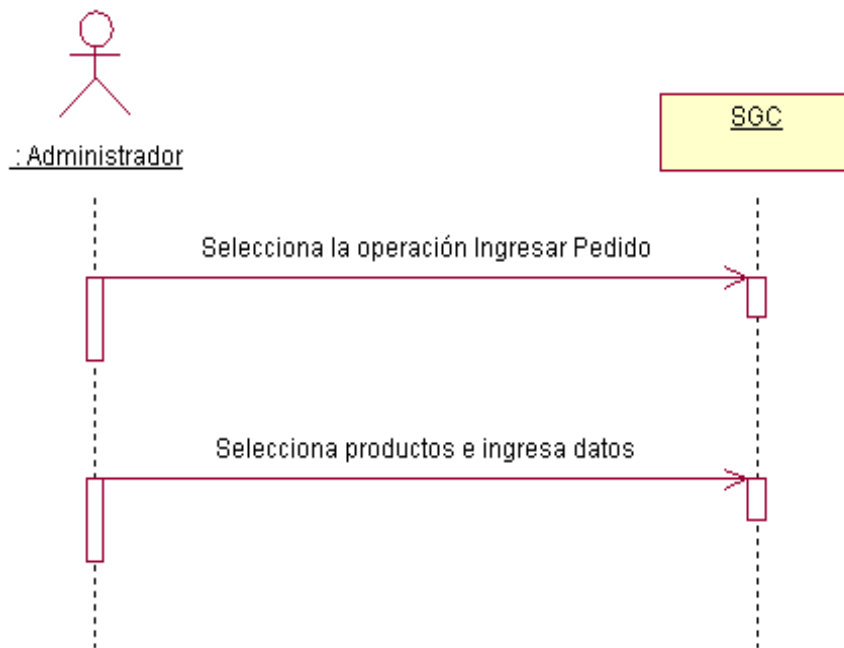 SGC
: Administrador
Selecciona la operación Ingresar Pedido
Selecciona productos e ingresa datos